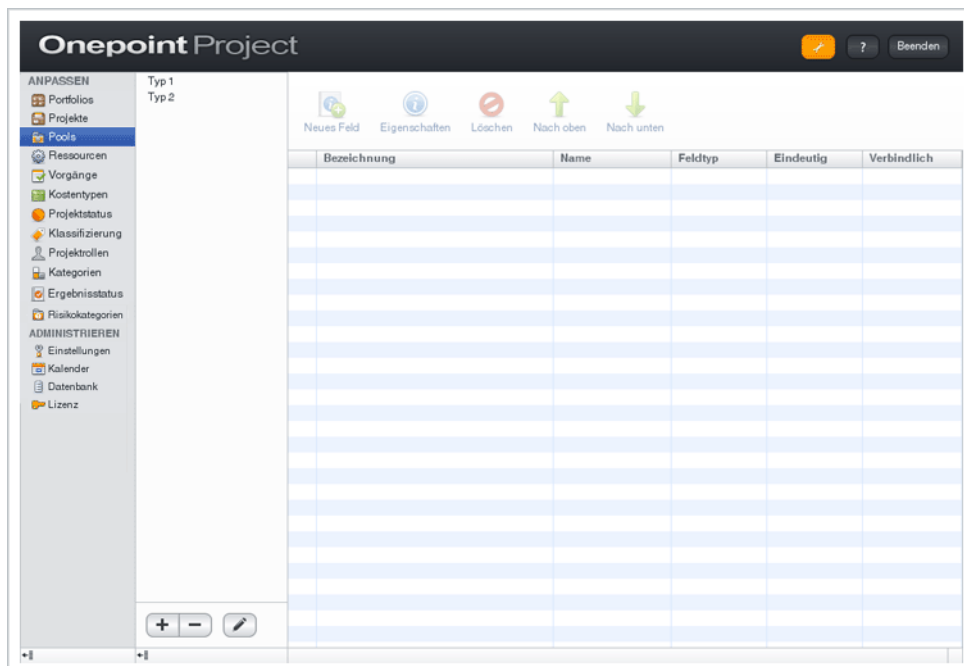 Onepoint Project
?
Beenden
ANPASSEN
Portfolios
Projekte
Pools
Ressourcen
Vorgänge
Kostentypen
Projektstatus
Klassifizierung
Projektrollen
Kategorien
Ergebnisstatus
Risikokategorien
ADMINISTRIEREN
Einstellungen
Kalender
Datenbank
Lizenz
Typ 1
Typ 2
Neues Feld Eigenschaften Löschen Nach oben Nach unten
Bezeichnung Name Feldtyp Eindeutig Verbindlich